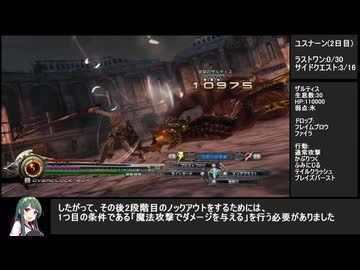 ユスナーン(2日目)
ラストワン:0/30
サイドクエスト:3/16
ザルティス
生息数:30
HP:110000
弱点:氷
ドロップ:
フレイムブロウ
ファイラ
行動:
通常攻撃
かぶりつく
ふみにじる
テイルクラッシュ
ブレイズバースト
10975
したがって、その後2段階目のノックアウトをするためには、
1つ目の条件である「魔法攻撃でダメージを与える」を行う必要がありました